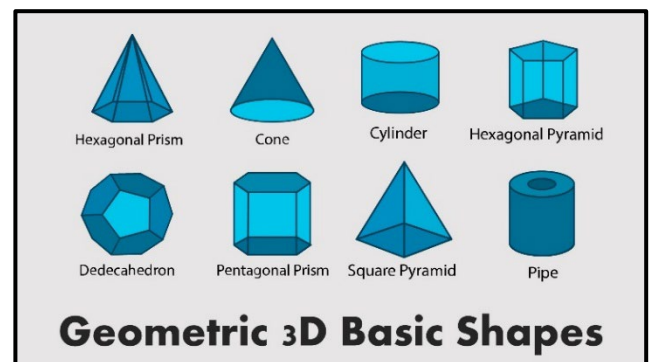 Hexagonal Prism
Cone
Cylinder
Hexagonal Pyramid
Dedecahedron
Pentagonal Prism
Square Pyramid
Pipe
Geometric 3D Basic Shapes